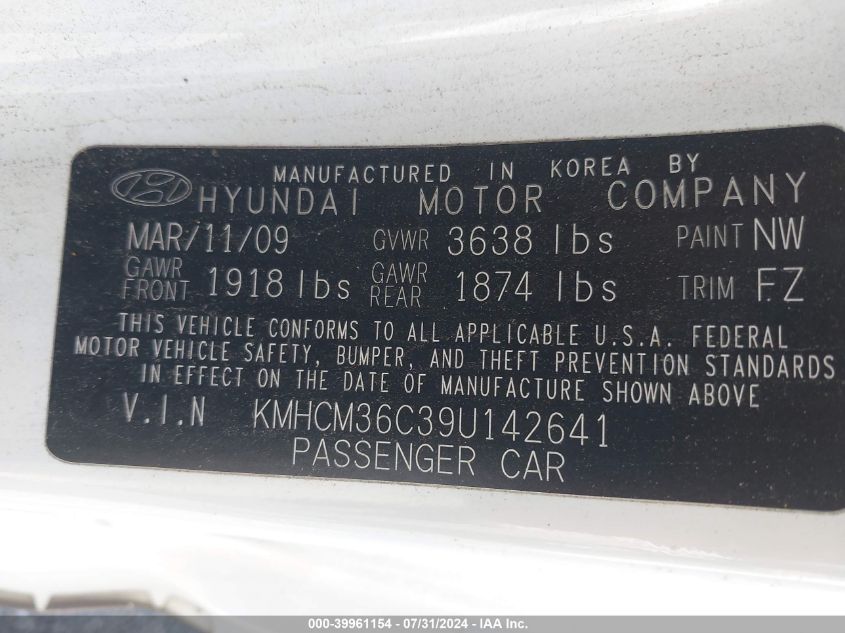 MANUFACTURED IN KOREA BY
HYUNDAI MOTOR COMPANY
MAR/11/09 GVWR 3638 lbs PAINT NW
GAWR FRONT 1918 lbs GAWR REAR 1874 lbs TRIM FZ
THIS VEHICLE CONFORMS TO ALL APPLICABLE U.S.A. FEDERAL
MOTOR VEHICLE SAFETY, BUMPER, AND THEFT PREVENTION STANDARDS
IN EFFECT ON THE DATE OF MANUFACTURE SHOWN ABOVE
V.I.N KMHCM36C39U142641
PASSENGER CAR
000-39961154 - 07/31/2024 - IAA Inc.